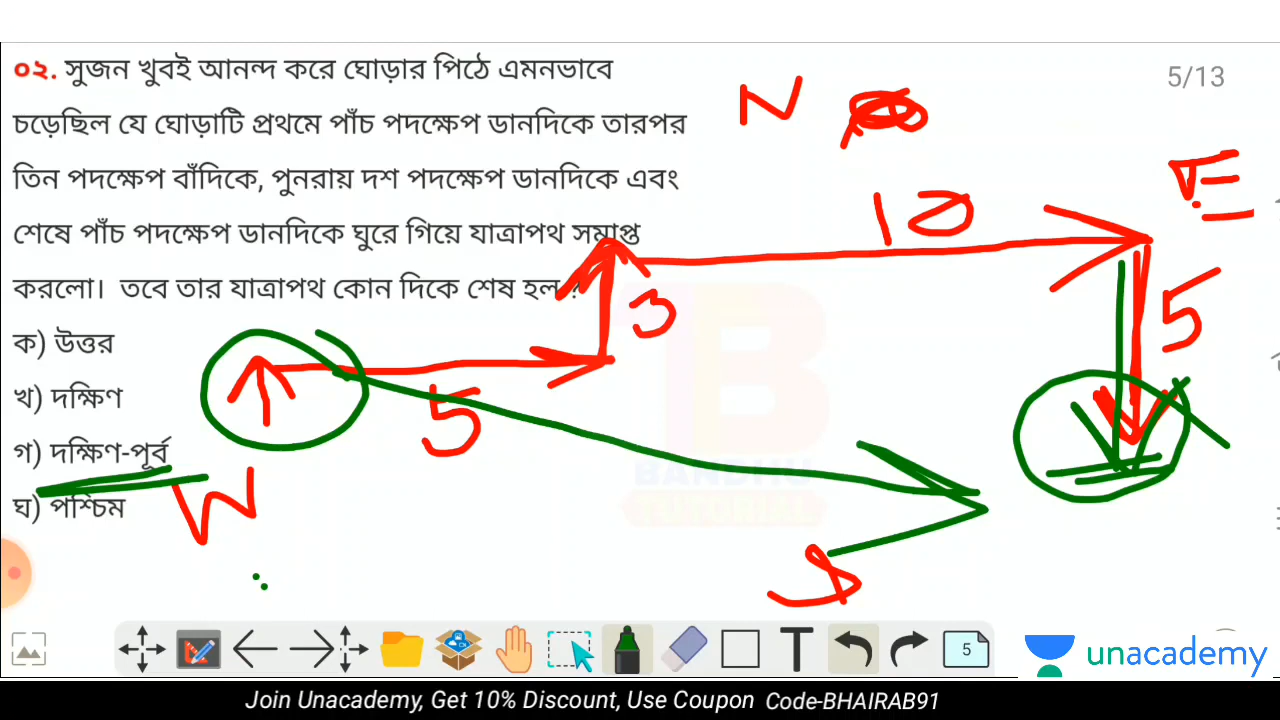 ০২. সুজন খুবই আনন্দ করে ঘোড়ার পিঠে এমনভাবে
চড়েছিল যে ঘোড়াটি প্রথমে পাঁচ পদক্ষেপ ডানদিকে তারপর
তিন পদক্ষেপ বাঁদিকে, পুনরায় দশ পদক্ষেপ ডানদিকে এবং
শেষে পাঁচ পদক্ষেপ ডানদিকে ঘুরে গিয়ে যাত্রাপথ সমাপ্ত
করলো। তবে তার যাত্রাপথ কোন দিকে শেষ হল ?
ক) উত্তর
খ) দক্ষিণ
গ) দক্ষিণ-পূর্ব
ঘ) পশ্চিম
5/13
N
E
10
3
5
5
W
S
B
BANDHU
TUTORIAL
T
5
unacademy
Join Unacademy, Get 10% Discount, Use Coupon Code-BHAIRAB91